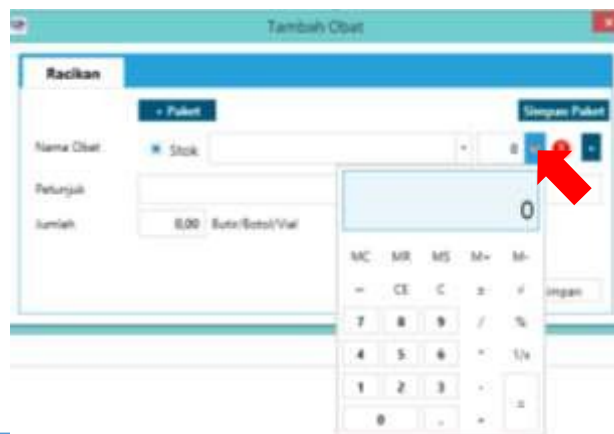 Tambah Obat
Racikan
+ Paket
Simpan Paket
Nama Obat
Stok
0
Petunjuk
Jumlah
0,00
Butir/Botol/Vial
0
MC MR MS M+ M-
CE C ± √
7 8 9 / %
4 5 6 * 1/x
1 2 3 - =
0 . +
impan